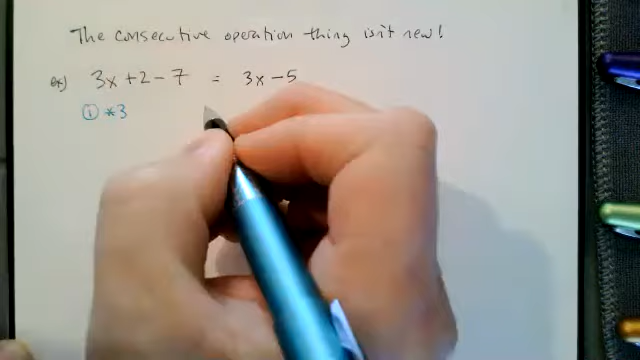 The consecutive operation thing isn't new!
ex) 3x + 2 - 7 = 3x - 5
① *3